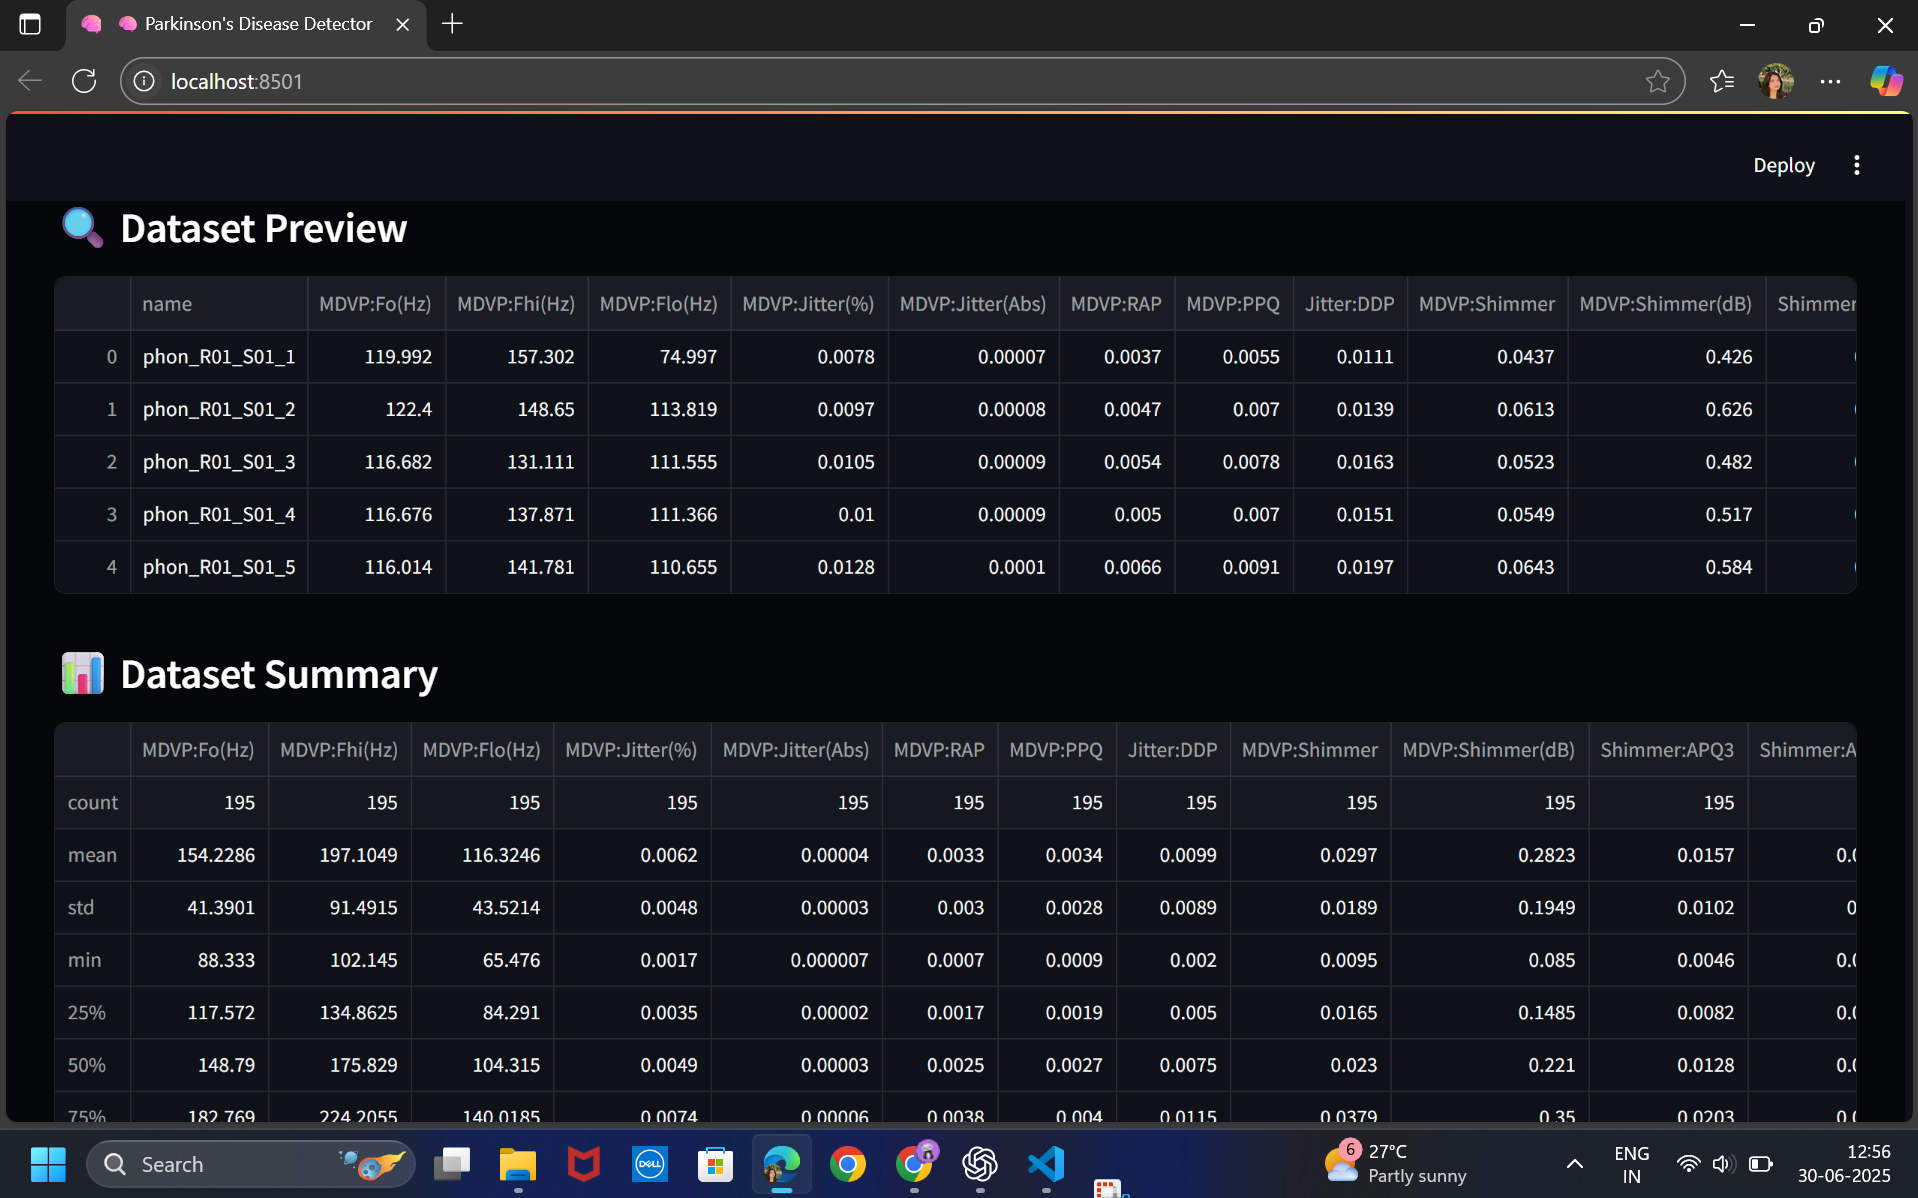 Parkinson's Disease Detector
localhost:8501
Deploy
Dataset Preview
name MDVP:Fo(Hz) MDVP:Fhi(Hz) MDVP:Flo(Hz) MDVP:Jitter(%) MDVP:Jitter(Abs) MDVP:RAP MDVP:PPQ Jitter:DDP MDVP:Shimmer MDVP:Shimmer(dB) Shimmer
0 phon_R01_S01_1 119.992 157.302 74.997 0.0078 0.00007 0.0037 0.0055 0.0111 0.0437 0.426
1 phon_R01_S01_2 122.4 148.65 113.819 0.0097 0.00008 0.0047 0.007 0.0139 0.0613 0.626
2 phon_R01_S01_3 116.682 131.111 111.555 0.0105 0.00009 0.0054 0.0078 0.0163 0.0523 0.482
3 phon_R01_S01_4 116.676 137.871 111.366 0.01 0.00009 0.005 0.007 0.0151 0.0549 0.517
4 phon_R01_S01_5 116.014 141.781 110.655 0.0128 0.0001 0.0066 0.0091 0.0197 0.0643 0.584
Dataset Summary
MDVP:Fo(Hz) MDVP:Fhi(Hz) MDVP:Flo(Hz) MDVP:Jitter(%) MDVP:Jitter(Abs) MDVP:RAP MDVP:PPQ Jitter:DDP MDVP:Shimmer MDVP:Shimmer(dB) Shimmer:APQ3 Shimmer:A
count 195 195 195 195 195 195 195 195 195 195 195
mean 154.2286 197.1049 116.3246 0.0062 0.00004 0.0033 0.0034 0.0099 0.0297 0.2823 0.0157
std 41.3901 91.4915 43.5214 0.0048 0.00003 0.003 0.0028 0.0089 0.0189 0.1949 0.0102
min 88.333 102.145 65.476 0.0017 0.000007 0.0007 0.0009 0.002 0.0095 0.085 0.0046
25% 117.572 134.8625 84.291 0.0035 0.00002 0.0017 0.0019 0.005 0.0165 0.1485 0.0082
50% 148.79 175.829 104.315 0.0049 0.00003 0.0025 0.0027 0.0075 0.023 0.221 0.0128
75% 182.769 224.2055 140.0185 0.0074 0.00006 0.0038 0.004 0.0115 0.0379 0.35 0.0203
Search
DELL
6
27°C
Partly sunny
ENG
IN
12:56
30-06-2025